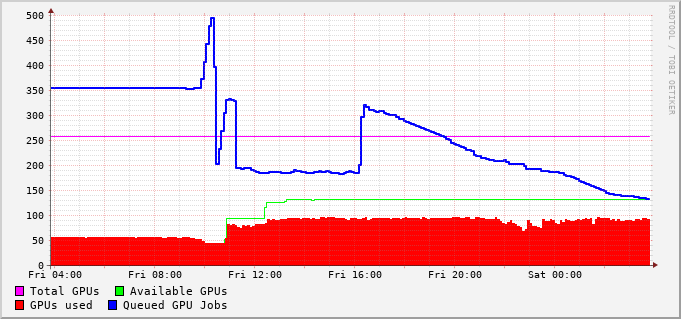 500
450
400
350
300
250
200
150
100
50
0
Fri 04:00 Fri 08:00 Fri 12:00 Fri 16:00 Fri 20:00 Sat 00:00
Total GPUs Available GPUs
GPUs used Queued GPU Jobs
RRDTOOL / TOBI OETIKER